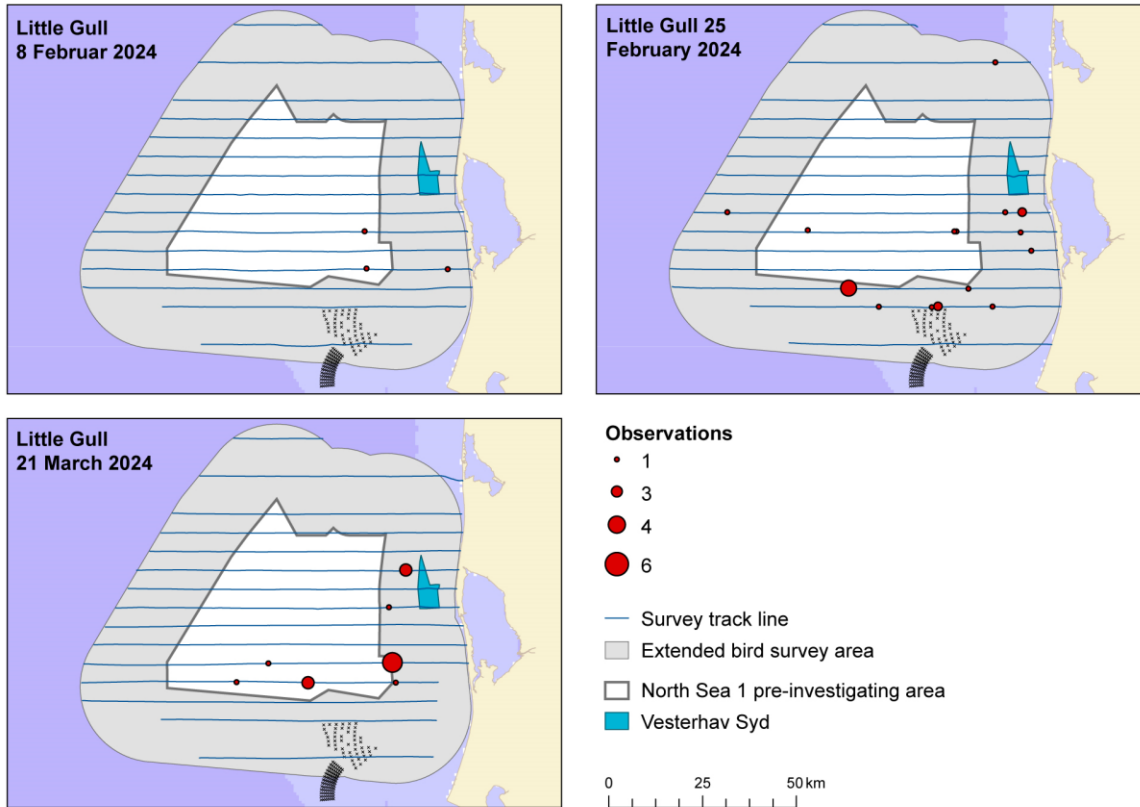 Little Gull
8 Februar 2024
Little Gull 25
February 2024
Little Gull
21 March 2024
Observations
1
3
4
6
Survey track line
Extended bird survey area
North Sea 1 pre-investigating area
Vesterhav Syd
0 25 50 km